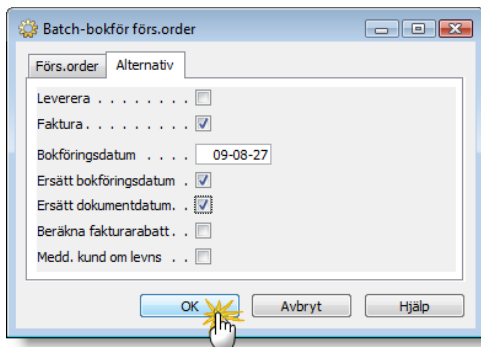 Batch-bokför förs.order
Förs.order Alternativ
Leverera . . . . . . . .
Faktura. . . . . . . . .
Bokföringsdatum . . . . 09-08-27
Ersätt bokföringsdatum .
Ersätt dokumentdatum. .
Beräkna fakturarabatt. .
Medd. kund om levns . .
OK Avbryt Hjälp